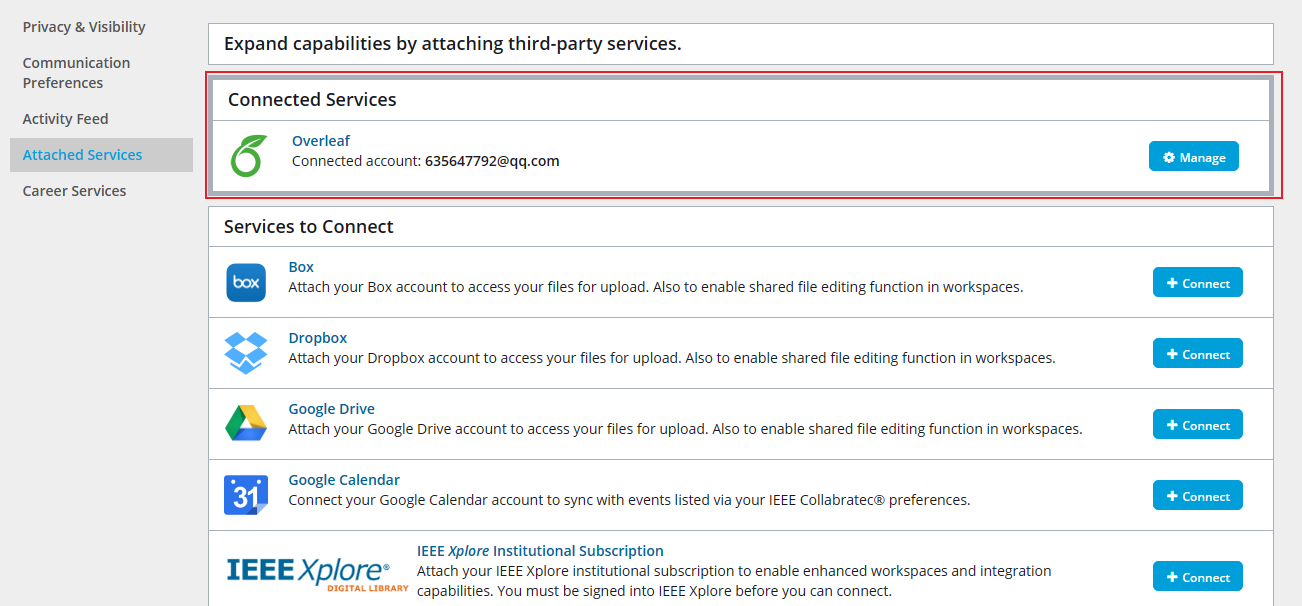 Privacy & Visibility
Communication
Preferences
Activity Feed
Attached Services
Career Services
Expand capabilities by attaching third-party services.
Connected Services
Overleaf
Connected account: 635647792@qq.com
Manage
Services to Connect
box
Box
Attach your Box account to access your files for upload. Also to enable shared file editing function in workspaces.
Connect
Dropbox
Attach your Dropbox account to access your files for upload. Also to enable shared file editing function in workspaces.
Connect
Google Drive
Attach your Google Drive account to access your files for upload. Also to enable shared file editing function in workspaces.
Connect
31
Google Calendar
Connect your Google Calendar account to sync with events listed via your IEEE Collabratec® preferences.
Connect
IEEE Xplore®
DIGITAL LIBRARY
IEEE Xplore Institutional Subscription
Attach your IEEE Xplore institutional subscription to enable enhanced workspaces and integration
capabilities. You must be signed into IEEE Xplore before you can connect.
Connect